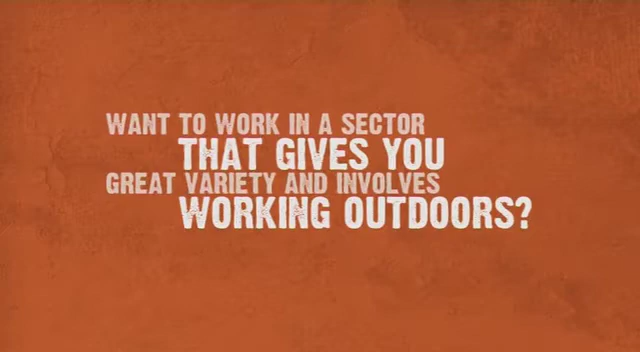 WANT TO WORK IN A SECTOR
THAT GIVES YOU
GREAT VARIETY AND INVOLVES
WORKING OUTDOORS?